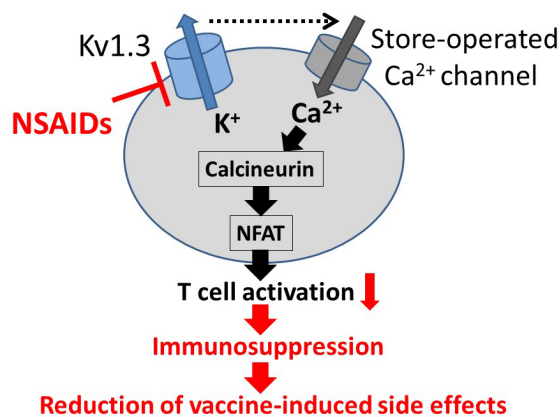 Kv1.3
Store-operated
Ca²⁺ channel
NSAIDs
K⁺
Ca²⁺
Calcineurin
NFAT
T cell activation
Immunosuppression
Reduction of vaccine-induced side effects